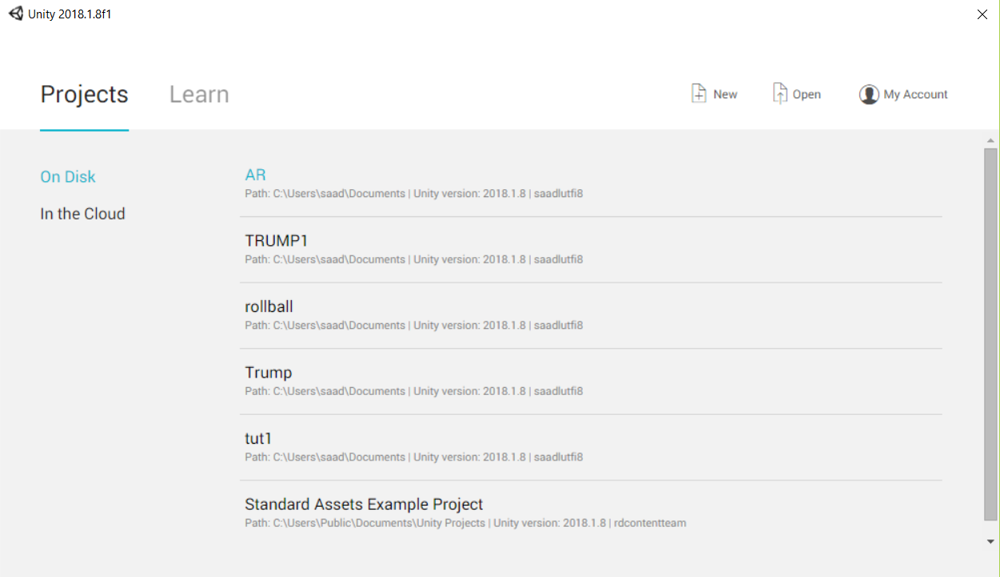 Unity 2018.1.8f1
Projects
Learn
New
Open
My Account
On Disk
In the Cloud
AR
Path: C:\Users\saad\Documents | Unity version: 2018.1.8 | saadlutfi8
TRUMP1
Path: C:\Users\saad\Documents | Unity version: 2018.1.8 | saadlutfi8
rollball
Path: C:\Users\saad\Documents | Unity version: 2018.1.8 | saadlutfi8
Trump
Path: C:\Users\saad\Documents | Unity version: 2018.1.8 | saadlutfi8
tut1
Path: C:\Users\saad\Documents | Unity version: 2018.1.8 | saadlutfi8
Standard Assets Example Project
Path: C:\Users\Public\Documents\Unity Projects | Unity version: 2018.1.8 | rdcontentteam